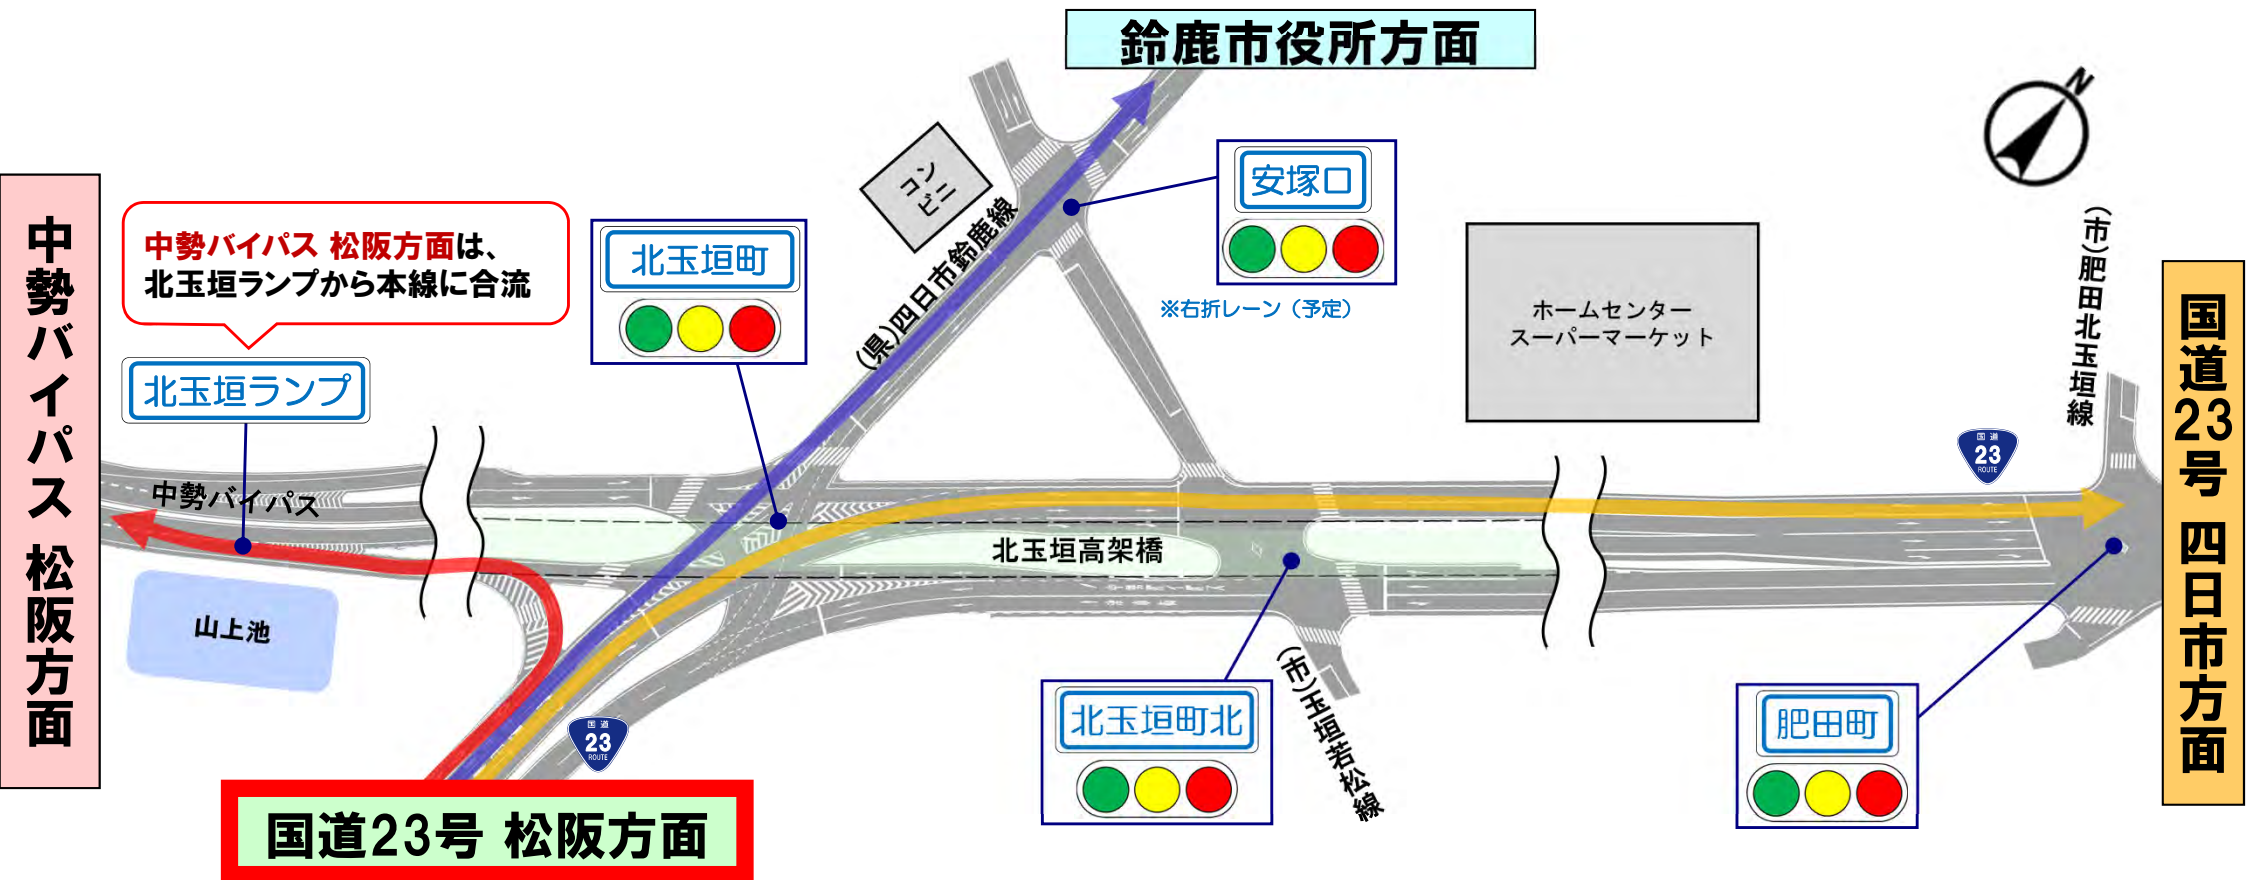 鈴鹿市役所方面
N
中勢バイパス 松阪方面
中勢バイパス 松阪方面は、
北玉垣ランプから本線に合流
北玉垣ランプ
北玉垣町
コン
ビニ
(県)四日市鈴鹿線
安塚口
※右折レーン（予定）
ホームセンター
スーパーマーケット
(市)肥田北玉垣線
国道23号 四日市方面
国道
23
ROUTE
中勢バイパス
北玉垣高架橋
山上池
国道
23
ROUTE
北玉垣町北
(市)玉垣若松線
肥田町
国道23号 松阪方面